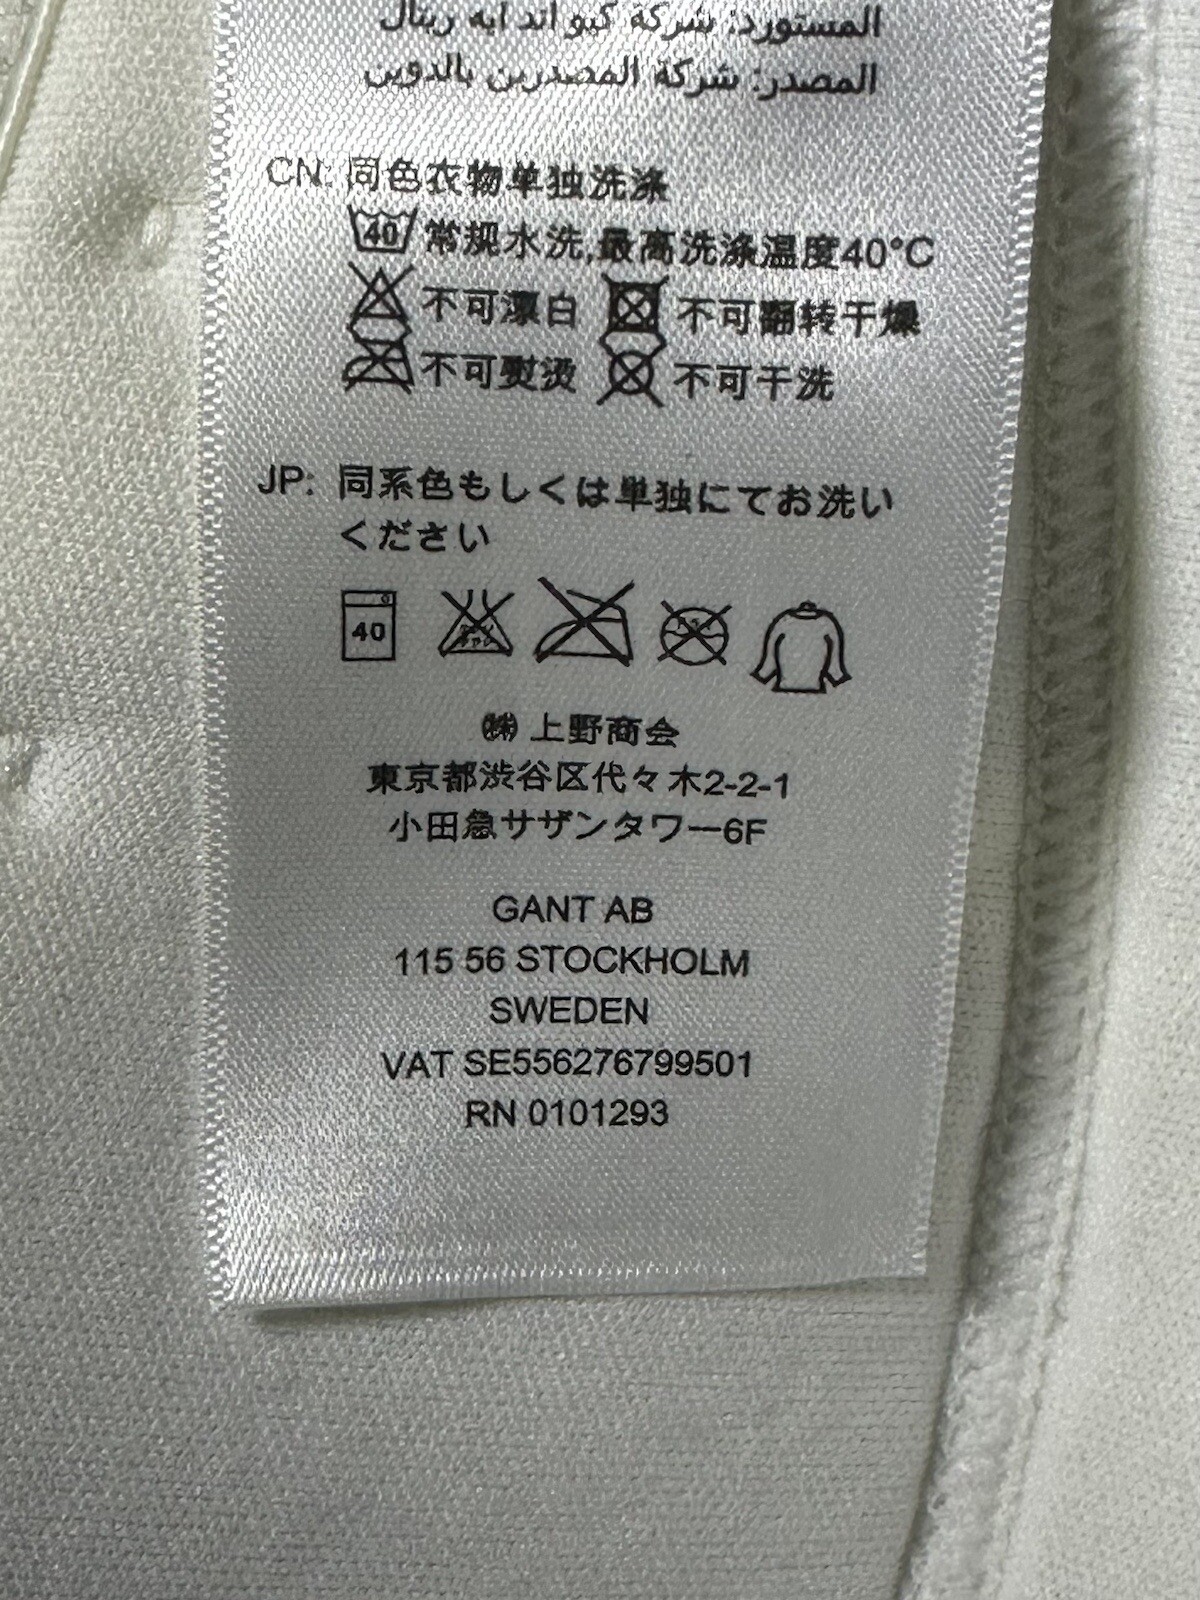 المستورد: شركة كيو اند ايه ريتال
المصدر: شركة المصدرين بالدوين
CN: 同色衣物单独洗涤
40 常规水洗,最高洗涤温度40°C
不可漂白 不可翻转干燥
不可熨烫 不可干洗
JP: 同系色もしくは単独にてお洗い
ください
40
㈱ 上野商会
東京都渋谷区代々木2-2-1
小田急サザンタワー6F
GANT AB
115 56 STOCKHOLM
SWEDEN
VAT SE556276799501
RN 0101293